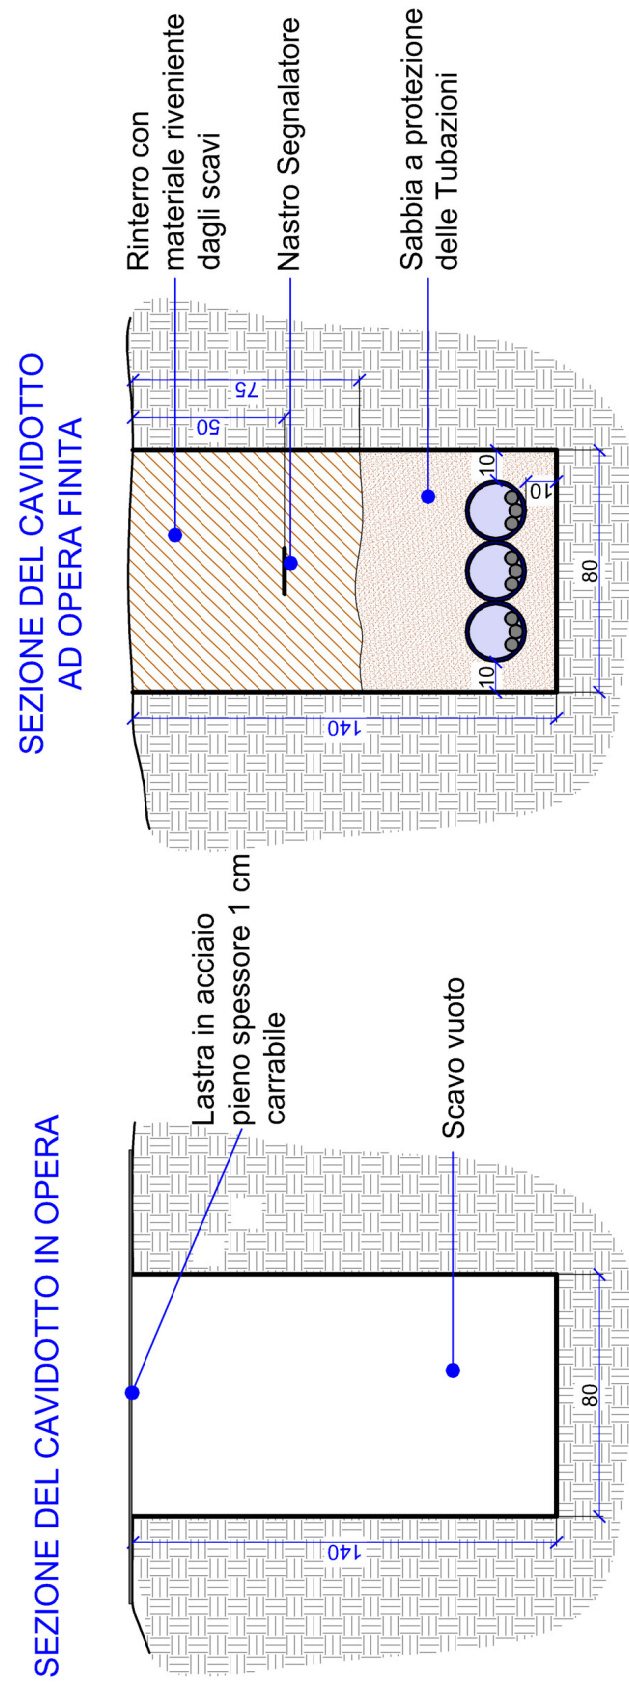 SEZIONE DEL CAVIDOTTO IN OPERA
Lastra in acciaio
pieno spessore 1 cm
carrabile
Scavo vuoto
140
80
SEZIONE DEL CAVIDOTTO
AD OPERA FINITA
Rinterro con
materiale riveniente
dagli scavi
Nastro Segnalatore
Sabbia a protezione
delle Tubazioni
75
50
140
10
10
10
80